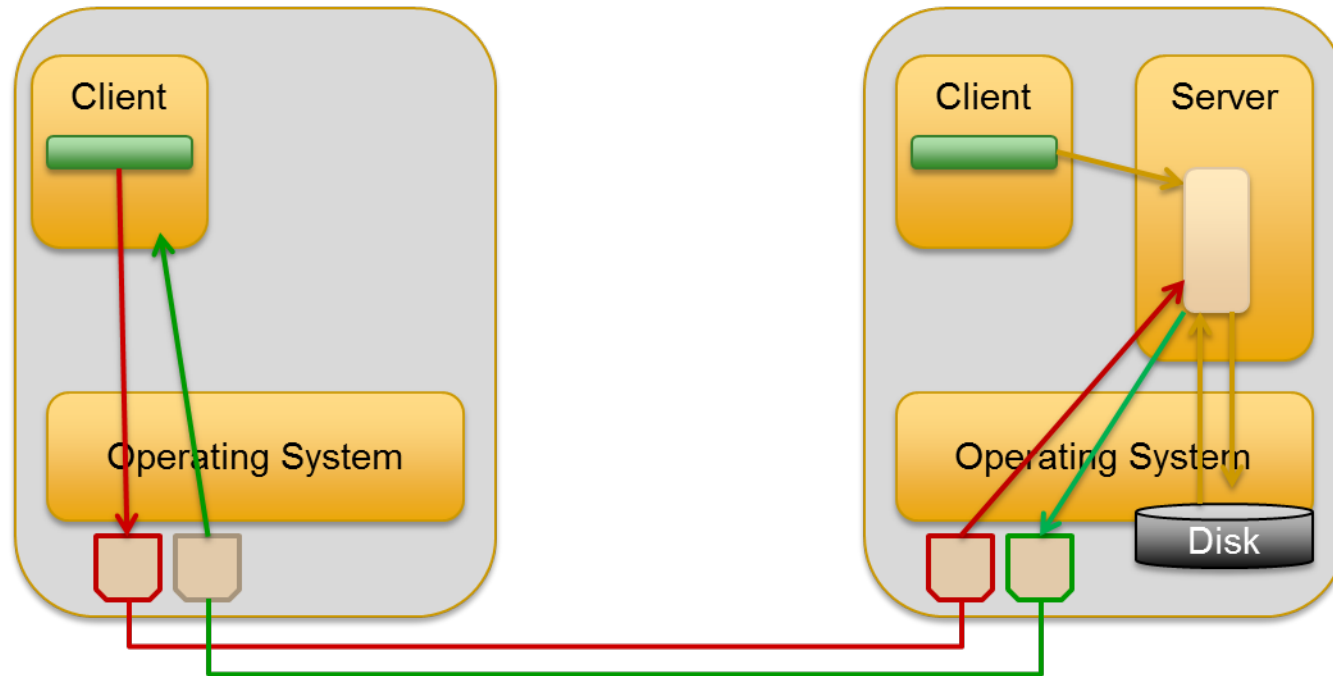 Client
Client
Server
Operating System
Operating System
Disk